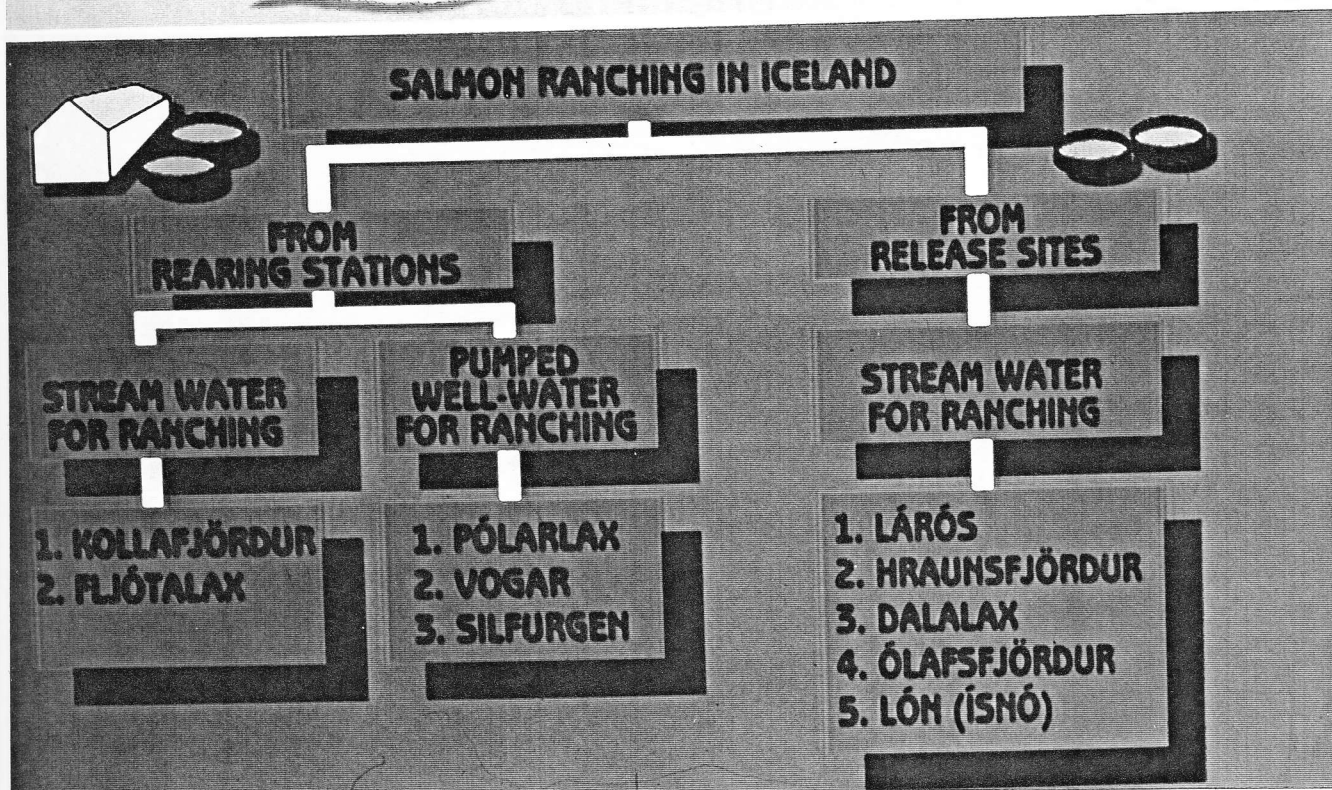 SALMON RANCHING IN ICELAND
FROM
REARING STATIONS
STREAM WATER
FOR RANCHING
1. KOLLAFJÖRDUR
2. FLJÓTALAX
PUMPED
WELL-WATER
FOR RANCHING
1. PÓLARLAX
2. VOGAR
3. SILFURGEN
FROM
RELEASE SITES
STREAM WATER
FOR RANCHING
1. LÁRÓS
2. HRAUNSFJÖRDUR
3. DALALAX
4. ÓLAFSFJÖRDUR
5. LÓN (ÍSNÓ)